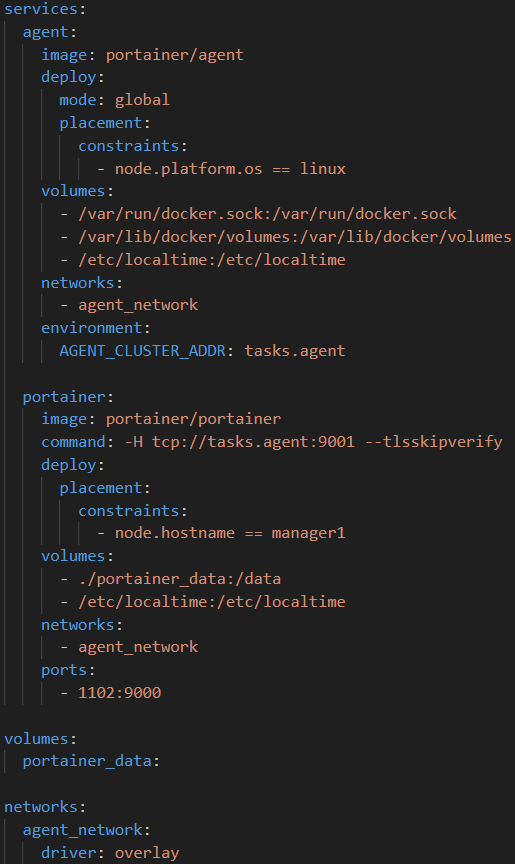 services:
  agent:
    image: portainer/agent
    deploy:
      mode: global
      placement:
        constraints:
          - node.platform.os == linux
    volumes:
      - /var/run/docker.sock:/var/run/docker.sock
      - /var/lib/docker/volumes:/var/lib/docker/volumes
      - /etc/localtime:/etc/localtime
    networks:
      - agent_network
    environment:
      AGENT_CLUSTER_ADDR: tasks.agent

  portainer:
    image: portainer/portainer
    command: -H tcp://tasks.agent:9001 --tlsskipverify
    deploy:
      placement:
        constraints:
          - node.hostname == manager1
    volumes:
      - ./portainer_data:/data
      - /etc/localtime:/etc/localtime
    networks:
      - agent_network
    ports:
      - 1102:9000

volumes:
  portainer_data:

networks:
  agent_network:
    driver: overlay